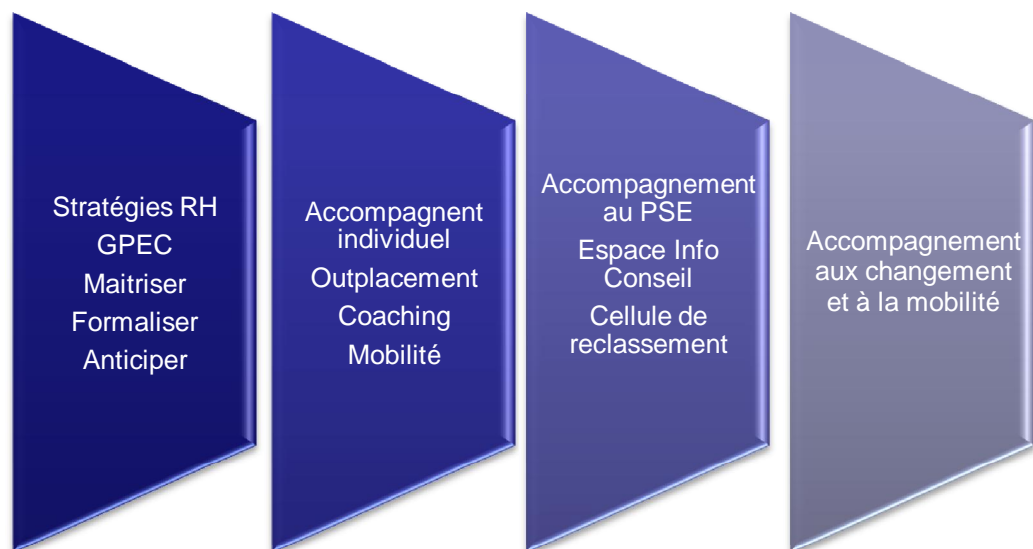 Stratégies RH
GPEC
Maitriser
Formaliser
Anticiper
Accompagnent
individuel
Outplacement
Coaching
Mobilité
Accompagnement
au PSE
Espace Info
Conseil
Cellule de
reclassement
Accompagnement
aux changement
et à la mobilité